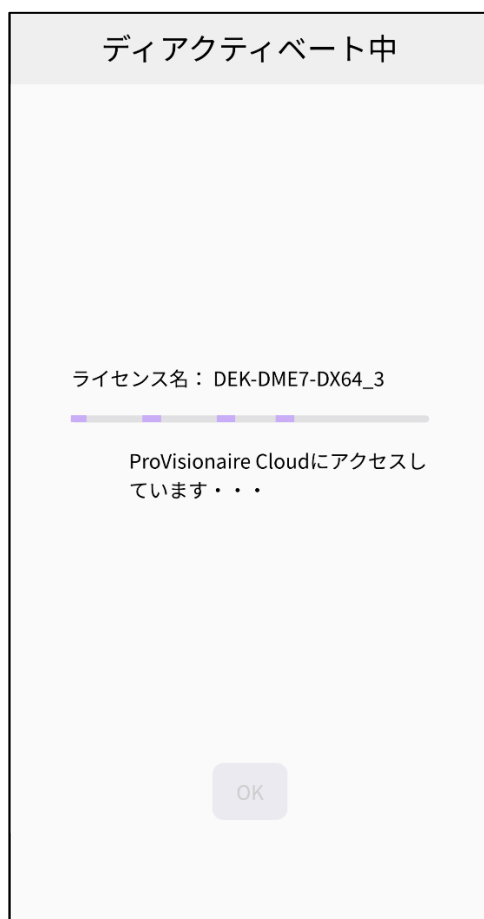 ディアクティベート中
ライセンス名： DEK-DME7-DX64_3
ProVisionaire Cloudにアクセスし
ています・・・
OK